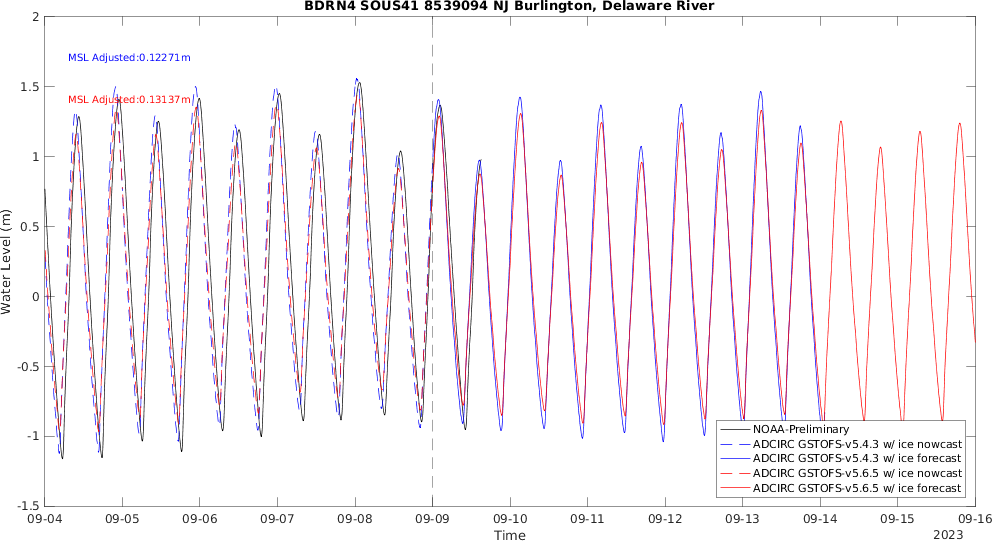 BDRN4 SOUS41 8539094 NJ Burlington, Delaware River
2
MSL Adjusted:0.12271m
1.5
MSL Adjusted:0.13137m
1
0.5
Water Level (m)
0
-0.5
-1
-1.5
NOAA-Preliminary
ADCIRC GSTOFS-v5.4.3 w/ ice nowcast
ADCIRC GSTOFS-v5.4.3 w/ ice forecast
ADCIRC GSTOFS-v5.6.5 w/ ice nowcast
ADCIRC GSTOFS-v5.6.5 w/ ice forecast
09-04 09-05 09-06 09-07 09-08 09-09 09-10 09-11 09-12 09-13 09-14 09-15 09-16
Time
2023